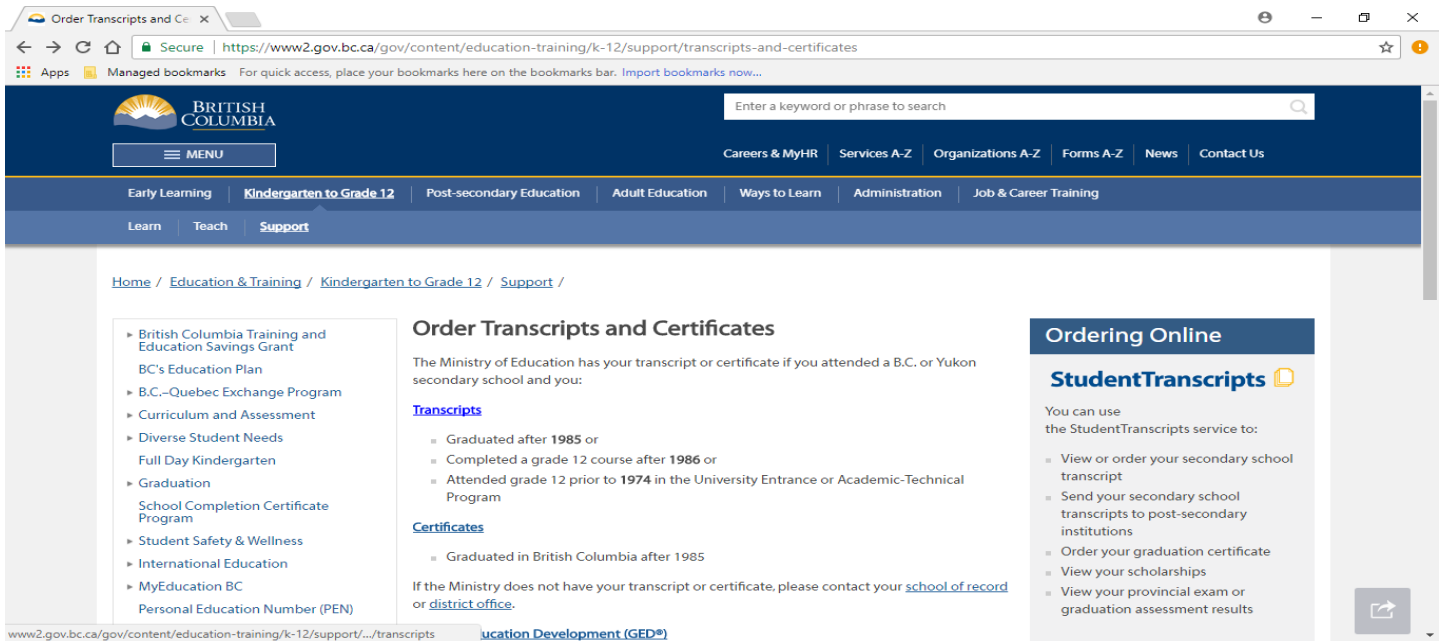 Order Transcripts and Ce
Secure | https://www2.gov.bc.ca/gov/content/education-training/k-12/support/transcripts-and-certificates
Apps Managed bookmarks For quick access, place your bookmarks here on the bookmarks bar. Import bookmarks now...
BRITISH
COLUMBIA
Enter a keyword or phrase to search
MENU
Careers & MyHR Services A-Z Organizations A-Z Forms A-Z News Contact Us
Early Learning Kindergarten to Grade 12 Post-secondary Education Adult Education Ways to Learn Administration Job & Career Training
Learn Teach Support
Home / Education & Training / Kindergarten to Grade 12 / Support /
British Columbia Training and
Education Savings Grant
BC's Education Plan
B.C.–Quebec Exchange Program
Curriculum and Assessment
Diverse Student Needs
Full Day Kindergarten
Graduation
School Completion Certificate
Program
Student Safety & Wellness
International Education
MyEducation BC
Personal Education Number (PEN)
Order Transcripts and Certificates
The Ministry of Education has your transcript or certificate if you attended a B.C. or Yukon
secondary school and you:
Transcripts
Graduated after 1985 or
Completed a grade 12 course after 1986 or
Attended grade 12 prior to 1974 in the University Entrance or Academic-Technical
Program
Certificates
Graduated in British Columbia after 1985
If the Ministry does not have your transcript or certificate, please contact your school of record
or district office.
ucation Development (GED®)
Ordering Online
StudentTranscripts
You can use
the StudentTranscripts service to:
View or order your secondary school
transcript
Send your secondary school
transcripts to post-secondary
institutions
Order your graduation certificate
View your scholarships
View your provincial exam or
graduation assessment results
www2.gov.bc.ca/gov/content/education-training/k-12/support/.../transcripts